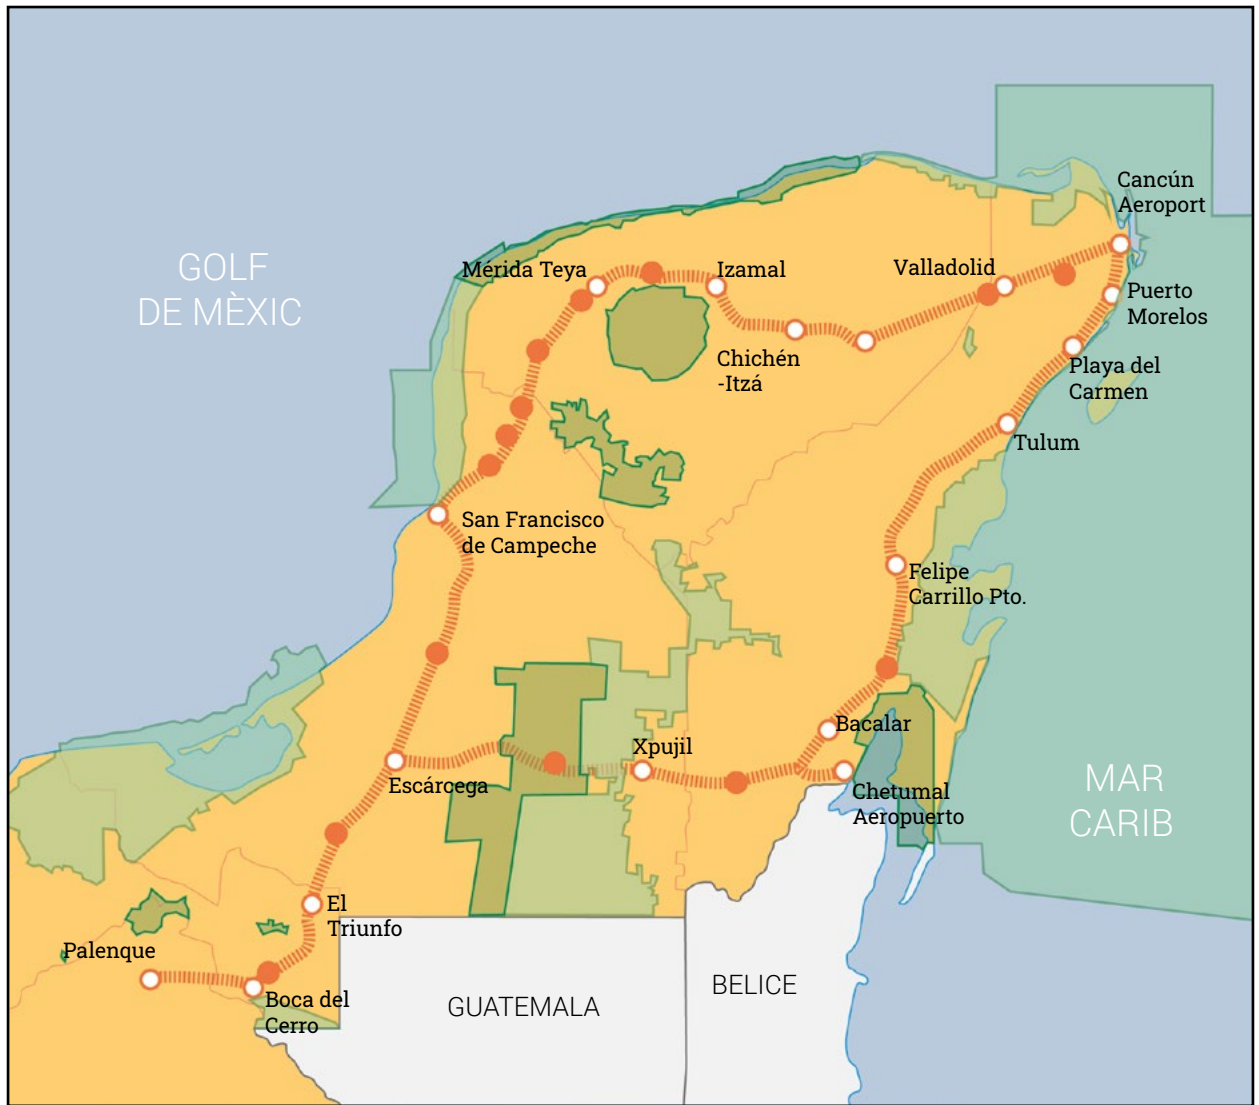 Cancún
Aeroport
GOLF
DE MÈXIC
Mérida Teya
Izamal
Valladolid
Puerto
Morelos
Chichén
-Itzá
Playa del
Carmen
Tulum
San Francisco
de Campeche
Felipe
Carrillo Pto.
Bacalar
Xpujil
Escárcega
Chetumal
Aeropuerto
MAR
CARIB
El
Triunfo
Palenque
Boca del
Cerro
GUATEMALA
BELICE